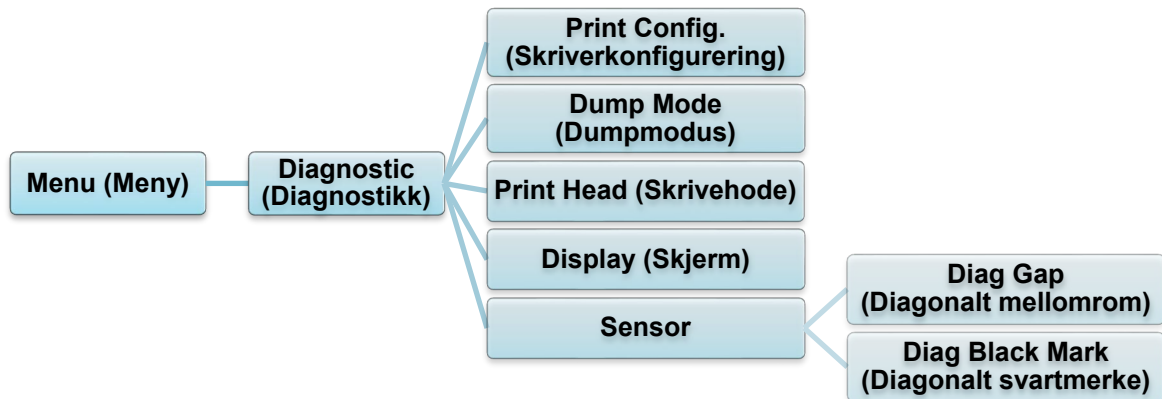 Menu (Meny)
Diagnostic
(Diagnostikk)
Print Config.
(Skriverkonfigurering)
Dump Mode
(Dumpmodus)
Print Head (Skrivehode)
Display (Skjerm)
Sensor
Diag Gap
(Diagonalt mellomrom)
Diag Black Mark
(Diagonalt svartmerke)